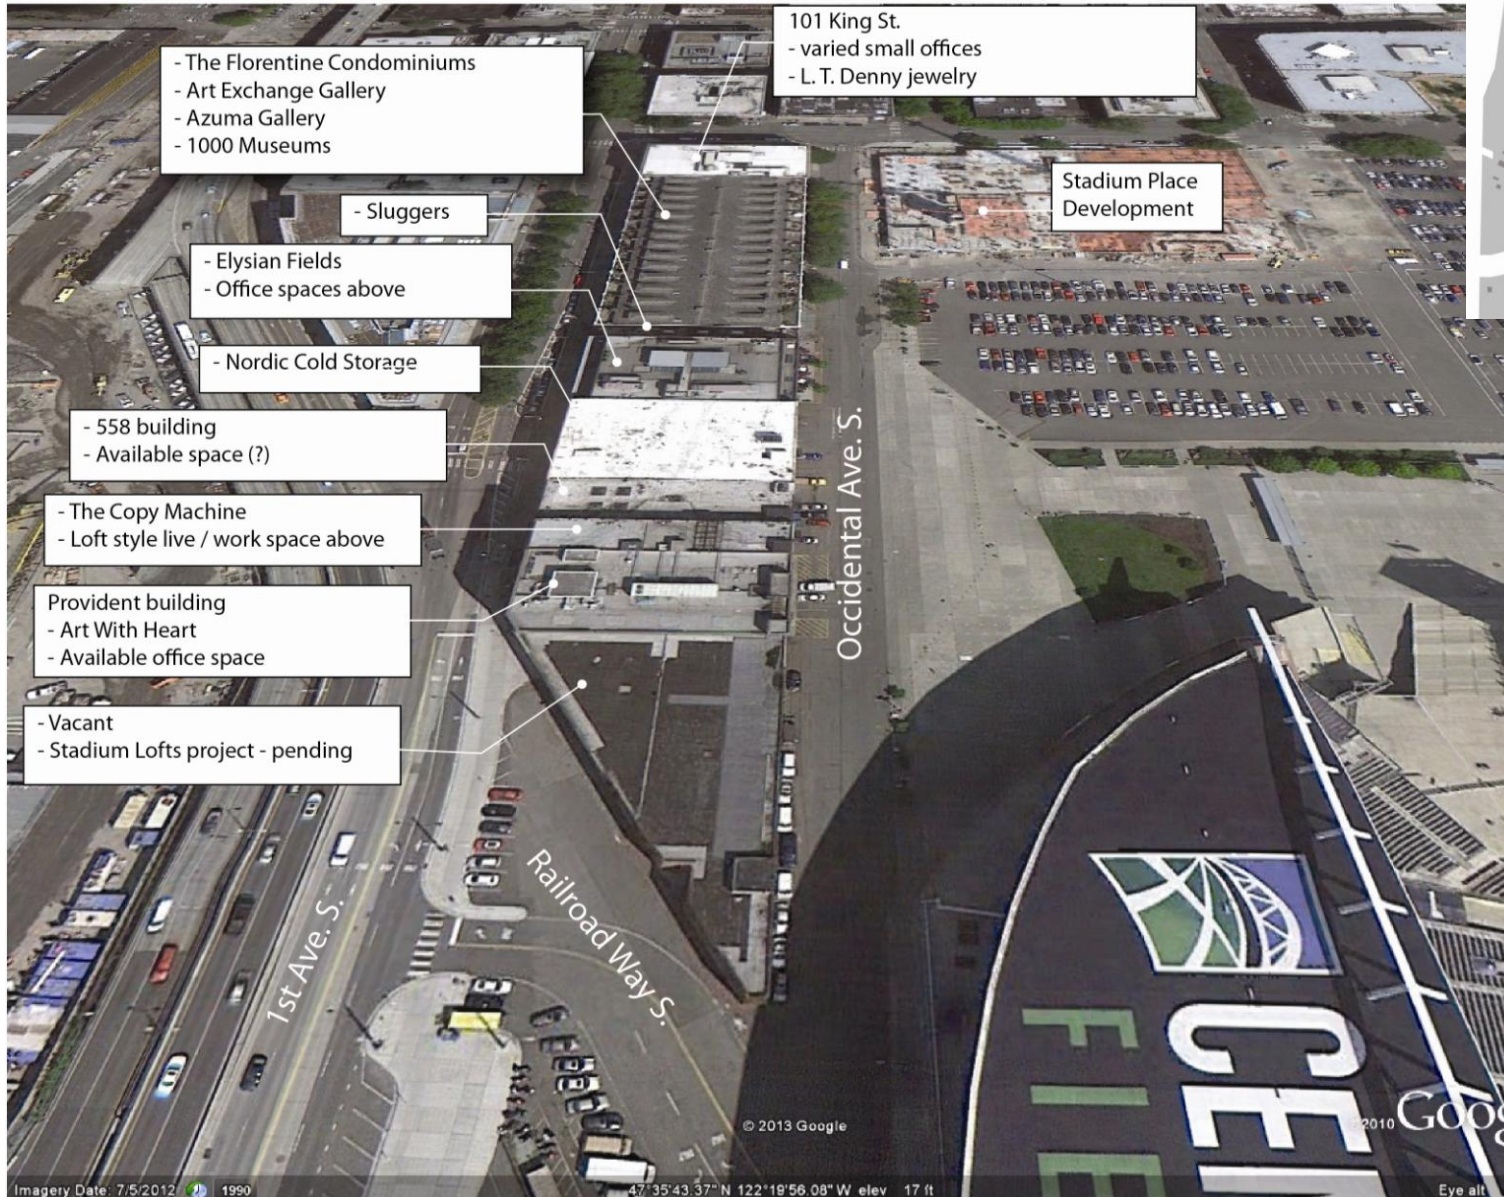 101 King St.
- varied small offices
- L. T. Denny jewelry
- The Florentine Condominiums
- Art Exchange Gallery
- Azuma Gallery
- 1000 Museums
Stadium Place
Development
- Sluggers
- Elysian Fields
- Office spaces above
- Nordic Cold Storage
- 558 building
- Available space (?)
- The Copy Machine
- Loft style live / work space above
Occidental Ave. S.
Provident building
- Art With Heart
- Available office space
- Vacant
- Stadium Lofts project - pending
1st Ave. S.
Railroad Way S.
CE
FIE
© 2013 Google
©2010 Goog
Imagery Date: 7/5/2012 1990
47°35'43.37" N 122°19'56.08" W elev 17 ft
Eye alt